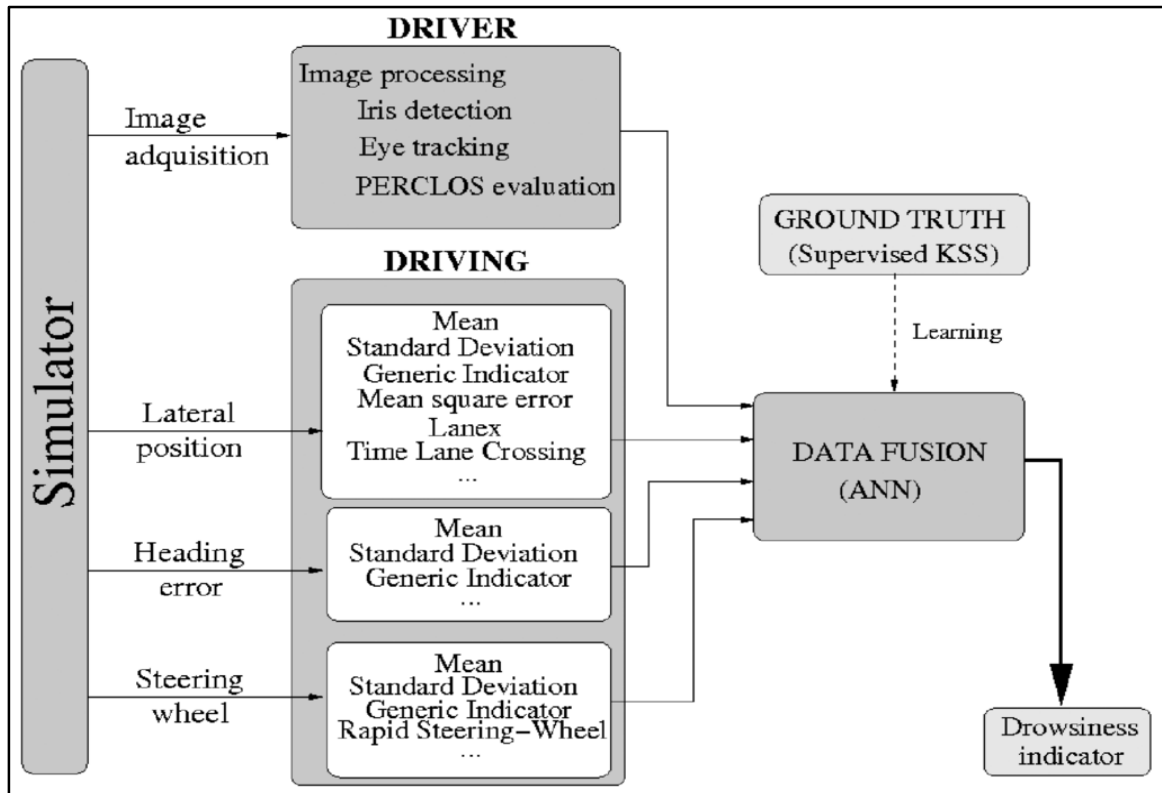 Simulator
Image
adquisition
Lateral
position
Heading
error
Steering
wheel
DRIVER
Image processing
Iris detection
Eye tracking
PERCLOS evaluation
DRIVING
Mean
Standard Deviation
Generic Indicator
Mean square error
Lanex
Time Lane Crossing
...
Mean
Standard Deviation
Generic Indicator
...
Mean
Standard Deviation
Generic Indicator
Rapid Steering-Wheel
...
GROUND TRUTH
(Supervised KSS)
Learning
DATA FUSION
(ANN)
Drowsiness
indicator